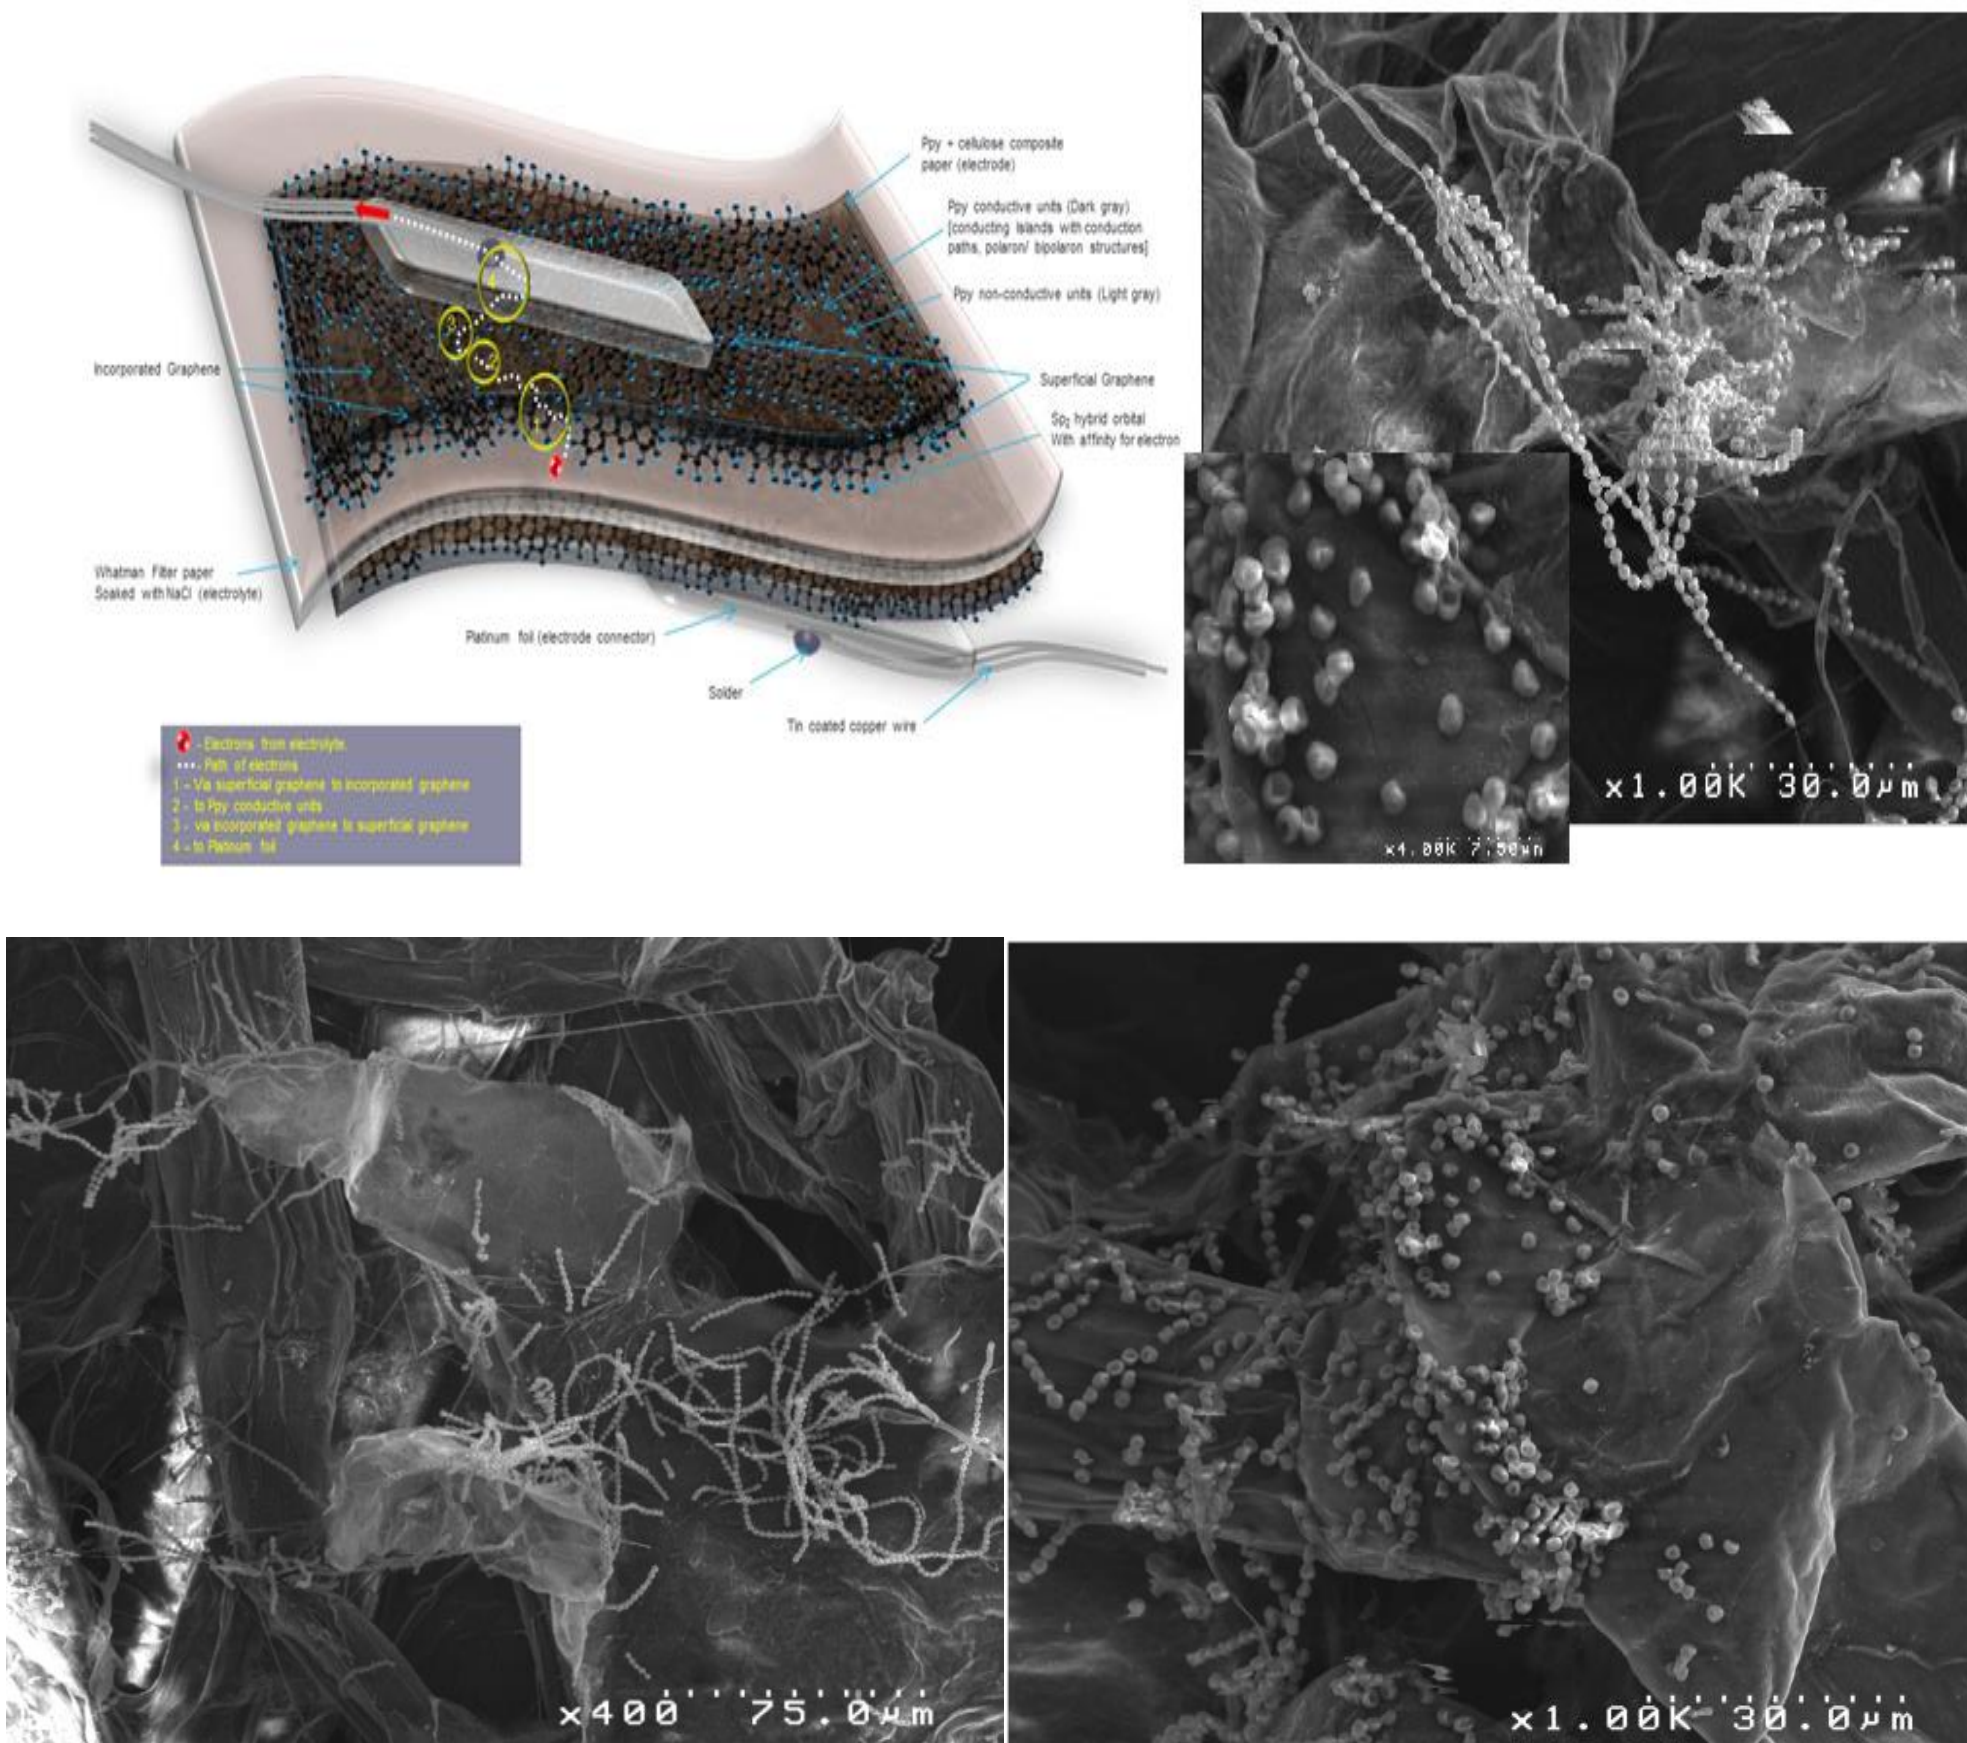 Ppy + cellulose composite
paper (electrode)
Ppy conductive units (Dark gray)
[conducting islands with conduction
paths, polaron/ bipolaron structures]
Ppy non-conductive units (Light gray)
Incorporated Graphene
Superficial Graphene
Sp2 hybrid orbital
With affinity for electron
4
3
2
1
Whatman Filter paper
Soaked with NaCl (electrolyte)
Platinum foil (electrode connector)
Solder
Tin coated copper wire
- Electrons from electrolyte.
- Path of electrons
1 - Via superficial graphene to incorporated graphene
2 - to Ppy conductive units
3 - via incorporated graphene to superficial graphene
4 - to Platinum foil
x1.00K 30.0µm
x4.00K 7.50µm
x400 75.0µm
x1.00K 30.0µm